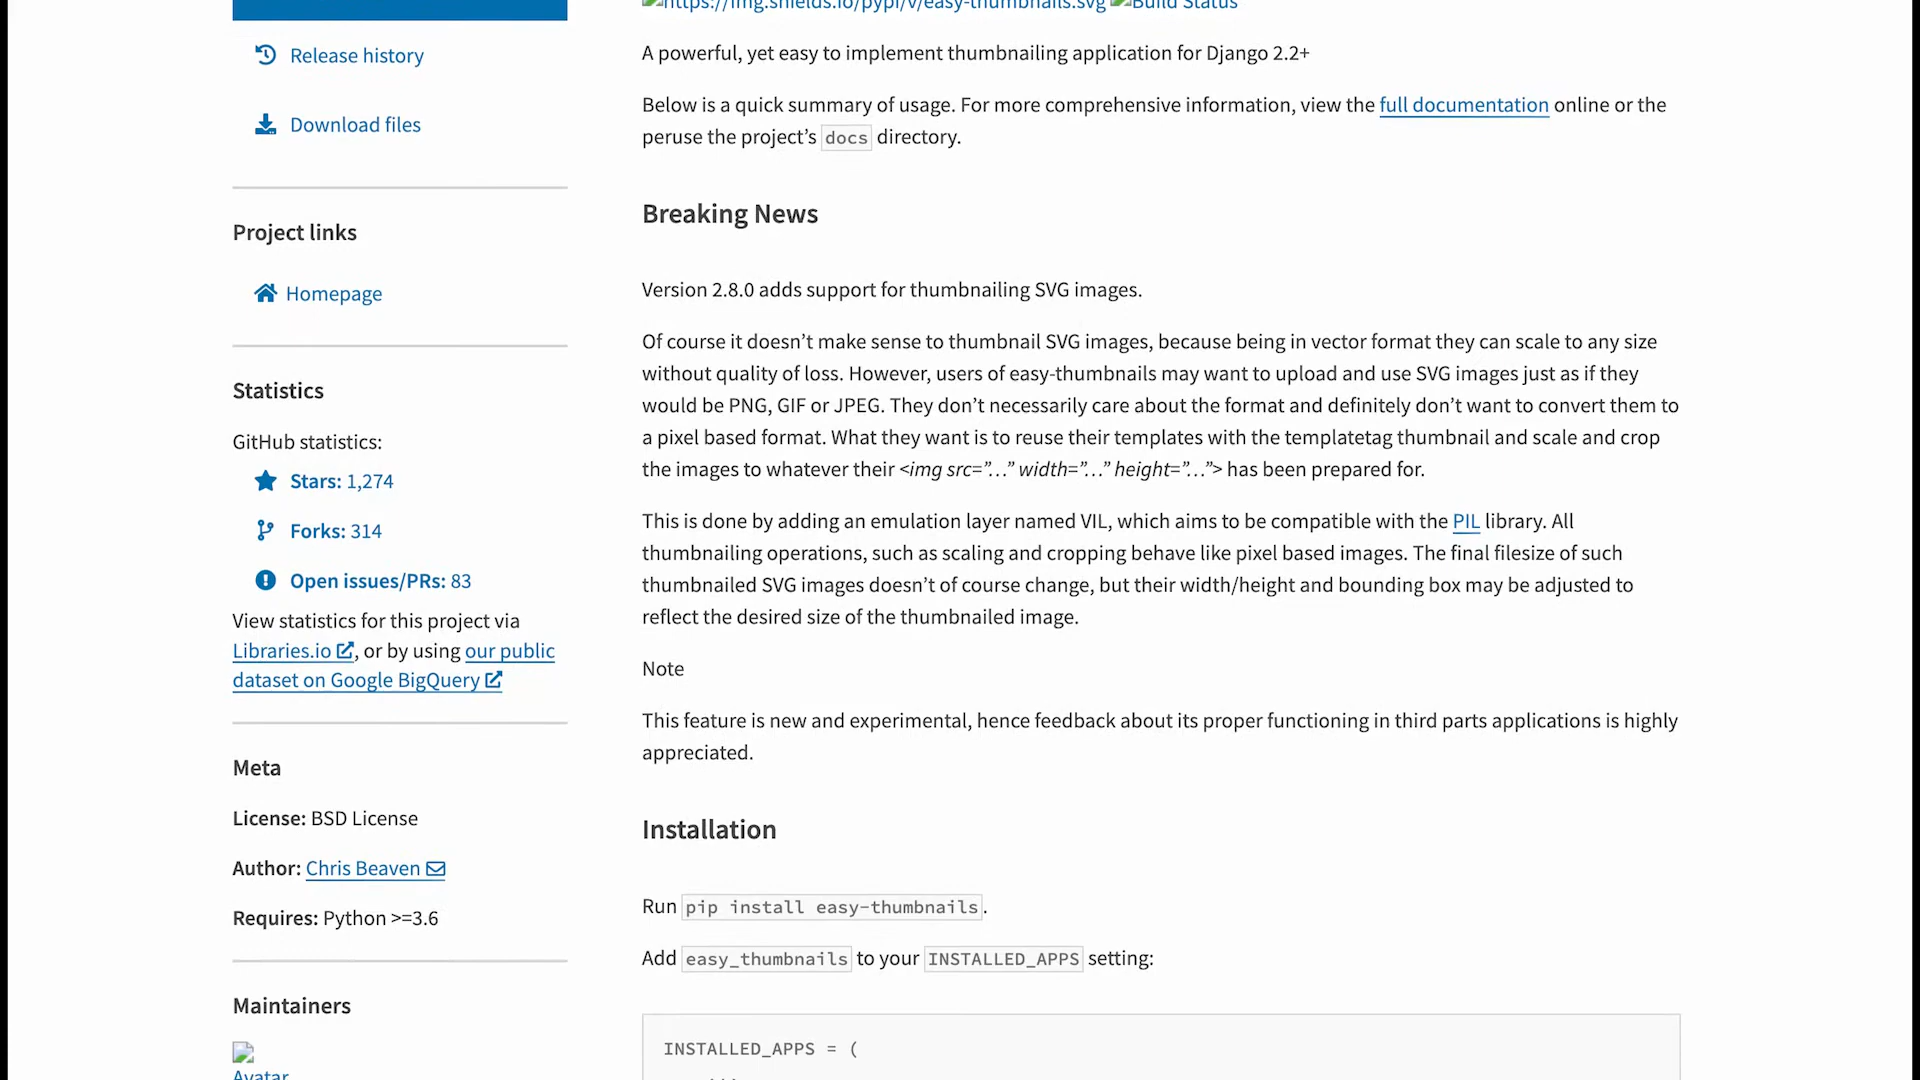 Release history
Download files
Project links
Homepage
Statistics
GitHub statistics:
Stars: 1,274
Forks: 314
Open issues/PRs: 83
View statistics for this project via
Libraries.io, or by using our public
dataset on Google BigQuery
Meta
License: BSD License
Author: Chris Beaven
Requires: Python >=3.6
Maintainers
Avatar
https://img.shields.io/pypi/v/easy-thumbnails.svg Build Status
A powerful, yet easy to implement thumbnailing application for Django 2.2+
Below is a quick summary of usage. For more comprehensive information, view the full documentation online or the
peruse the project’s docs directory.
Breaking News
Version 2.8.0 adds support for thumbnailing SVG images.
Of course it doesn’t make sense to thumbnail SVG images, because being in vector format they can scale to any size
without quality of loss. However, users of easy-thumbnails may want to upload and use SVG images just as if they
would be PNG, GIF or JPEG. They don’t necessarily care about the format and definitely don’t want to convert them to
a pixel based format. What they want is to reuse their templates with the templatetag thumbnail and scale and crop
the images to whatever their <img src=”…” width=”…” height=”…”> has been prepared for.
This is done by adding an emulation layer named VIL, which aims to be compatible with the PIL library. All
thumbnailing operations, such as scaling and cropping behave like pixel based images. The final filesize of such
thumbnailed SVG images doesn’t of course change, but their width/height and bounding box may be adjusted to
reflect the desired size of the thumbnailed image.
Note
This feature is new and experimental, hence feedback about its proper functioning in third parts applications is highly
appreciated.
Installation
Run pip install easy-thumbnails.
Add easy_thumbnails to your INSTALLED_APPS setting:
INSTALLED_APPS = (
...